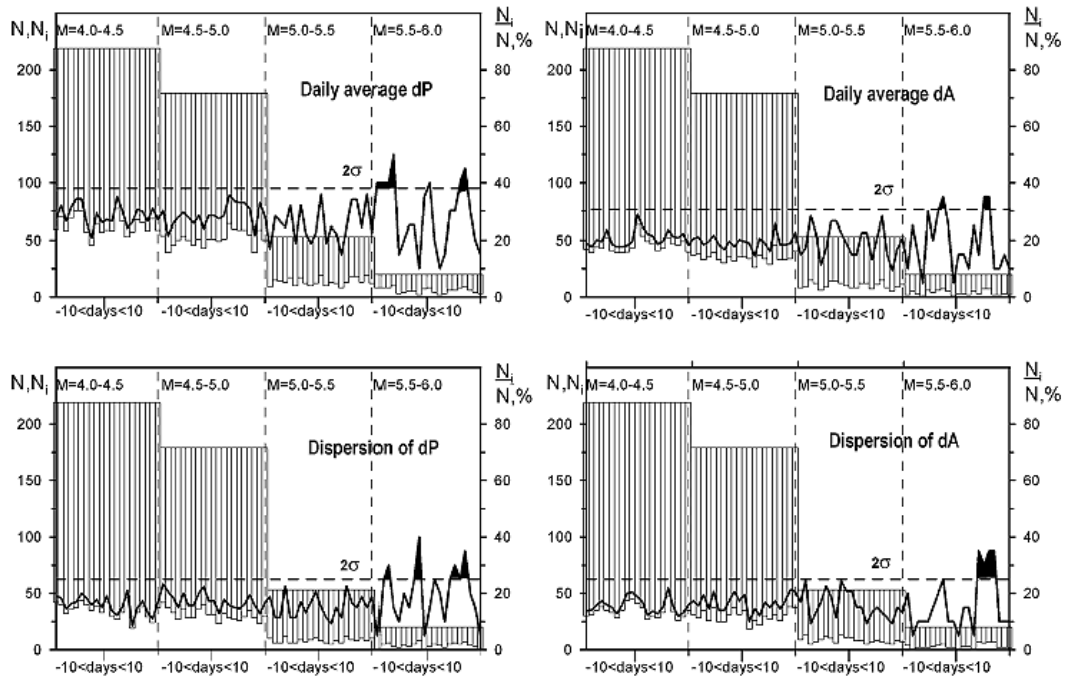 N,Nᵢ M=4.0-4.5 M=4.5-5.0 M=5.0-5.5 M=5.5-6.0 Nᵢ
N,%
200 80
Daily average dP
150 60
2σ
100 40
50 20
0 0
-10<days<10 -10<days<10 -10<days<10 -10<days<10
N,Nᵢ M=4.0-4.5 M=4.5-5.0 M=5.0-5.5 M=5.5-6.0 Nᵢ
N,%
200 80
Daily average dA
150 60
2σ
100 40
50 20
0 0
-10<days<10 -10<days<10 -10<days<10 -10<days<10
N,Nᵢ M=4.0-4.5 M=4.5-5.0 M=5.0-5.5 M=5.5-6.0 Nᵢ
N,%
200 80
Dispersion of dP
150 60
100 40
2σ
50 20
0 0
-10<days<10 -10<days<10 -10<days<10 -10<days<10
N,Nᵢ M=4.0-4.5 M=4.5-5.0 M=5.0-5.5 M=5.5-6.0 Nᵢ
N,%
200 80
Dispersion of dA
150 60
100 40
2σ
50 20
0 0
-10<days<10 -10<days<10 -10<days<10 -10<days<10